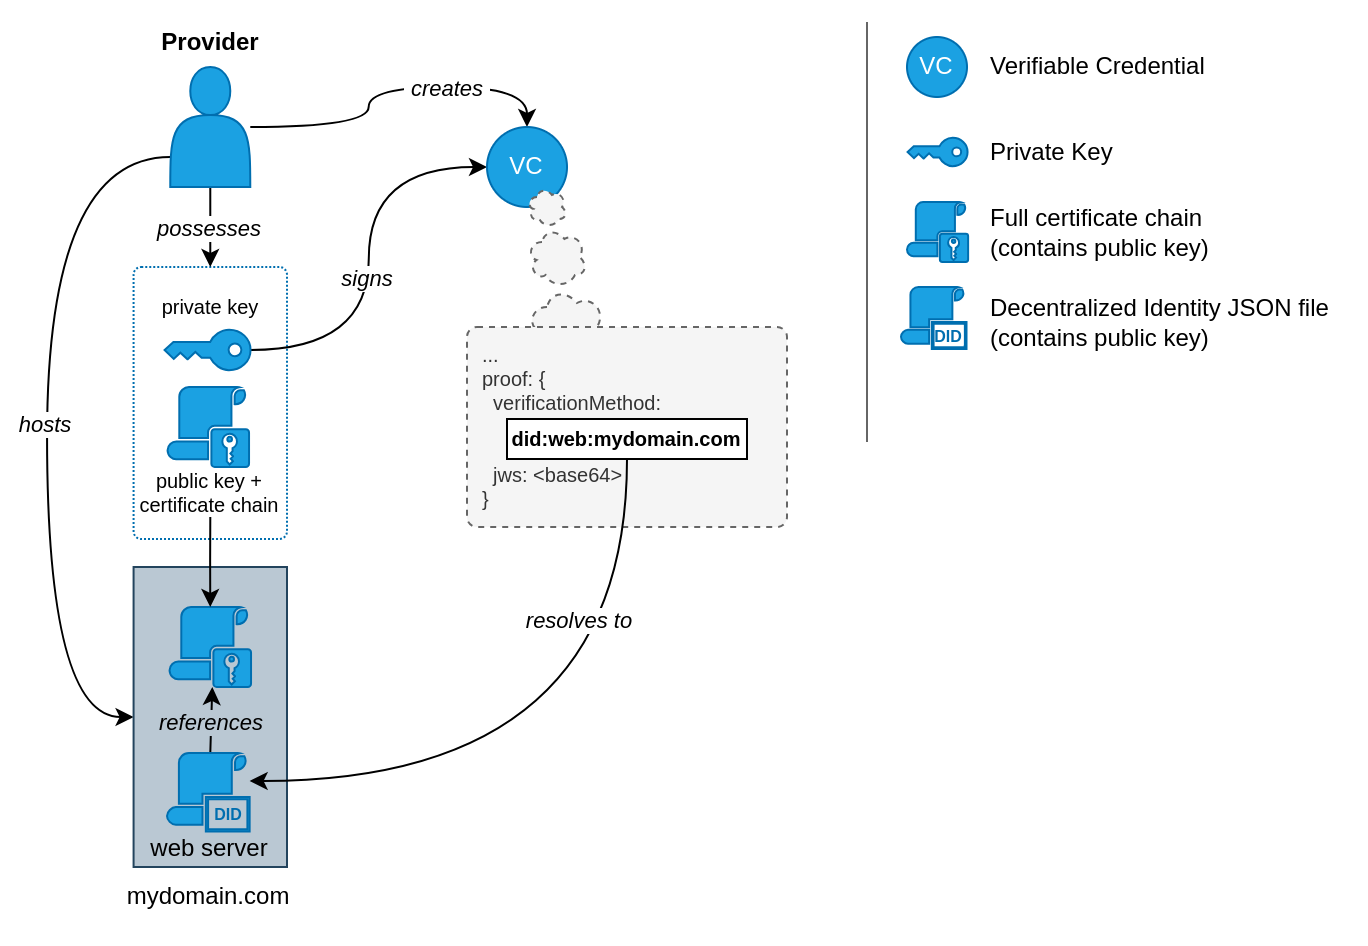 Provider
creates
VC
possesses
signs
private key
hosts
public key +
certificate chain
...
proof: {
verificationMethod:
did:web:mydomain.com
jws: <base64>
}
resolves to
references
DID
web server
mydomain.com
VC
Verifiable Credential
Private Key
Full certificate chain
(contains public key)
DID
Decentralized Identity JSON file
(contains public key)